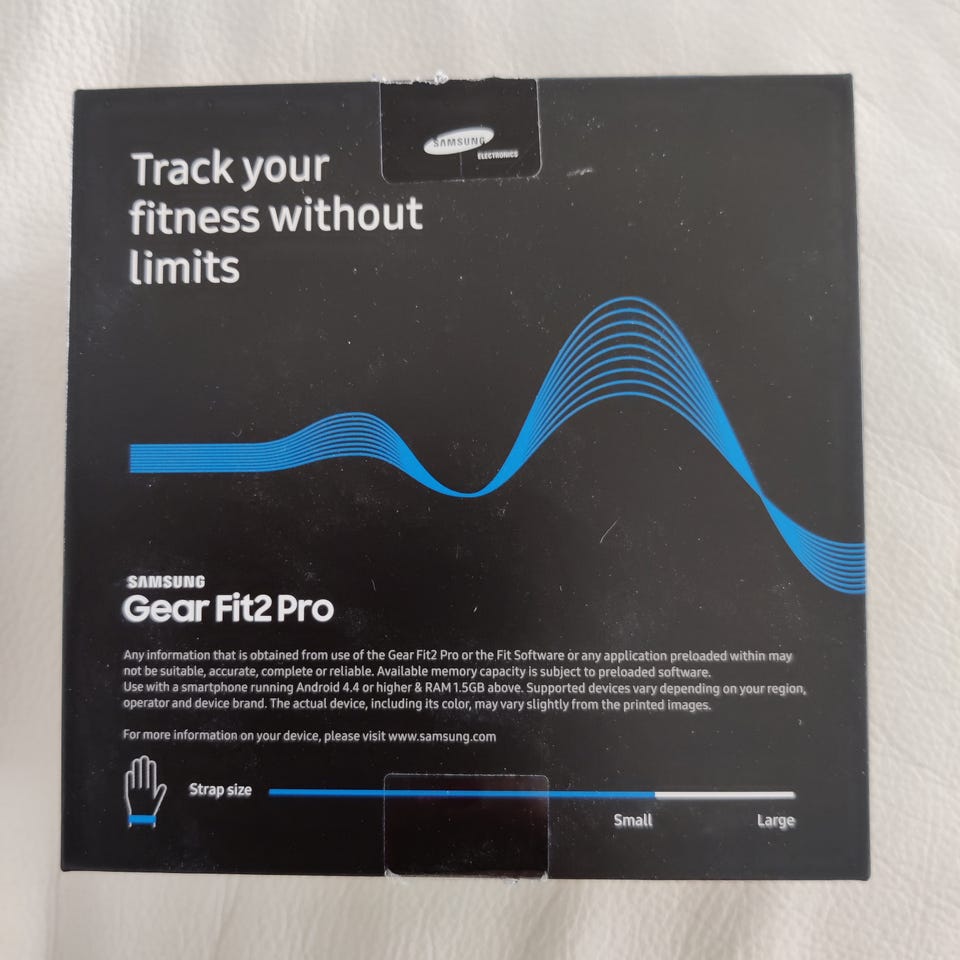 SAMSUNG
ELECTRONICS
Track your
fitness without
limits
SAMSUNG
Gear Fit2 Pro
Any information that is obtained from use of the Gear Fit2 Pro or the Fit Software or any application preloaded within may
not be suitable, accurate, complete or reliable. Available memory capacity is subject to preloaded software.
Use with a smartphone running Android 4.4 or higher & RAM 1.5GB above. Supported devices vary depending on your region,
operator and device brand. The actual device, including its color, may vary slightly from the printed images.
For more information on your device, please visit www.samsung.com
Strap size
Small Large